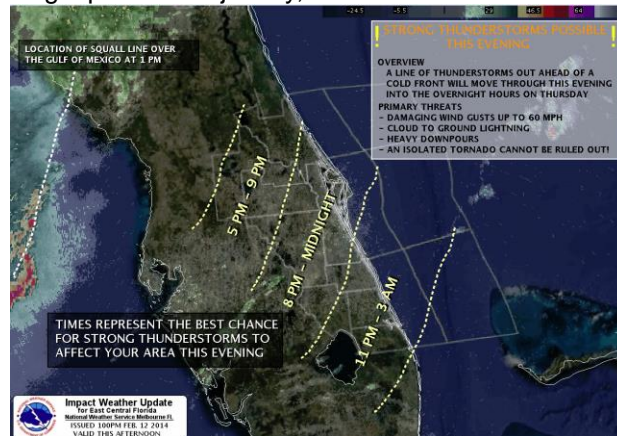 -24.5 -5.5 1 29 46.5 64
! STRONG THUNDERSTORMS POSSIBLE !
THIS EVENING
OVERVIEW
A LINE OF THUNDERSTORMS OUT AHEAD OF A
COLD FRONT WILL MOVE THROUGH THIS EVENING
INTO THE OVERNIGHT HOURS ON THURSDAY
PRIMARY THREATS
- DAMAGING WIND GUSTS UP TO 60 MPH
- CLOUD TO GROUND LIGHTNING
- HEAVY DOWNPOURS
- AN ISOLATED TORNADO CANNOT BE RULED OUT!
LOCATION OF SQUALL LINE OVER
THE GULF OF MEXICO AT 1 PM
5 PM - 9 PM
8 PM - MIDNIGHT
11 PM - 3 AM
TIMES REPRESENT THE BEST CHANCE
FOR STRONG THUNDERSTORMS TO
AFFECT YOUR AREA THIS EVENING
Impact Weather Update
for East Central Florida
National Weather Service Melbourne FL
ISSUED 100PM FEB. 12 2014
VALID THIS AFTERNOON